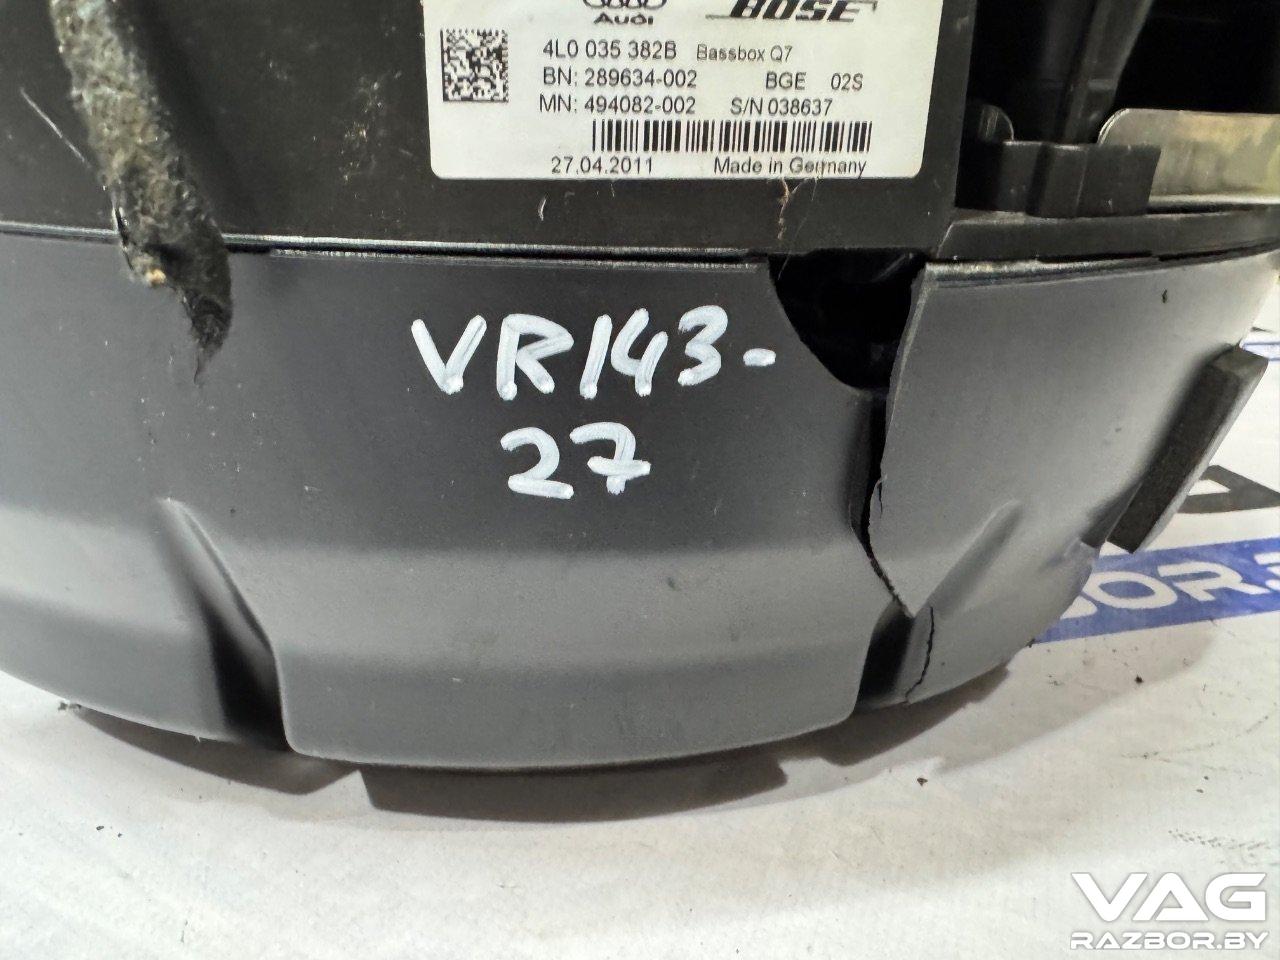 Audi BOSE
4L0 035 382B Bassbox Q7
BN: 289634-002 BGE 02S
MN: 494082-002 S/N 038637
27.04.2011 Made in Germany
VR143-
27
VAG
RAZBOR.BY